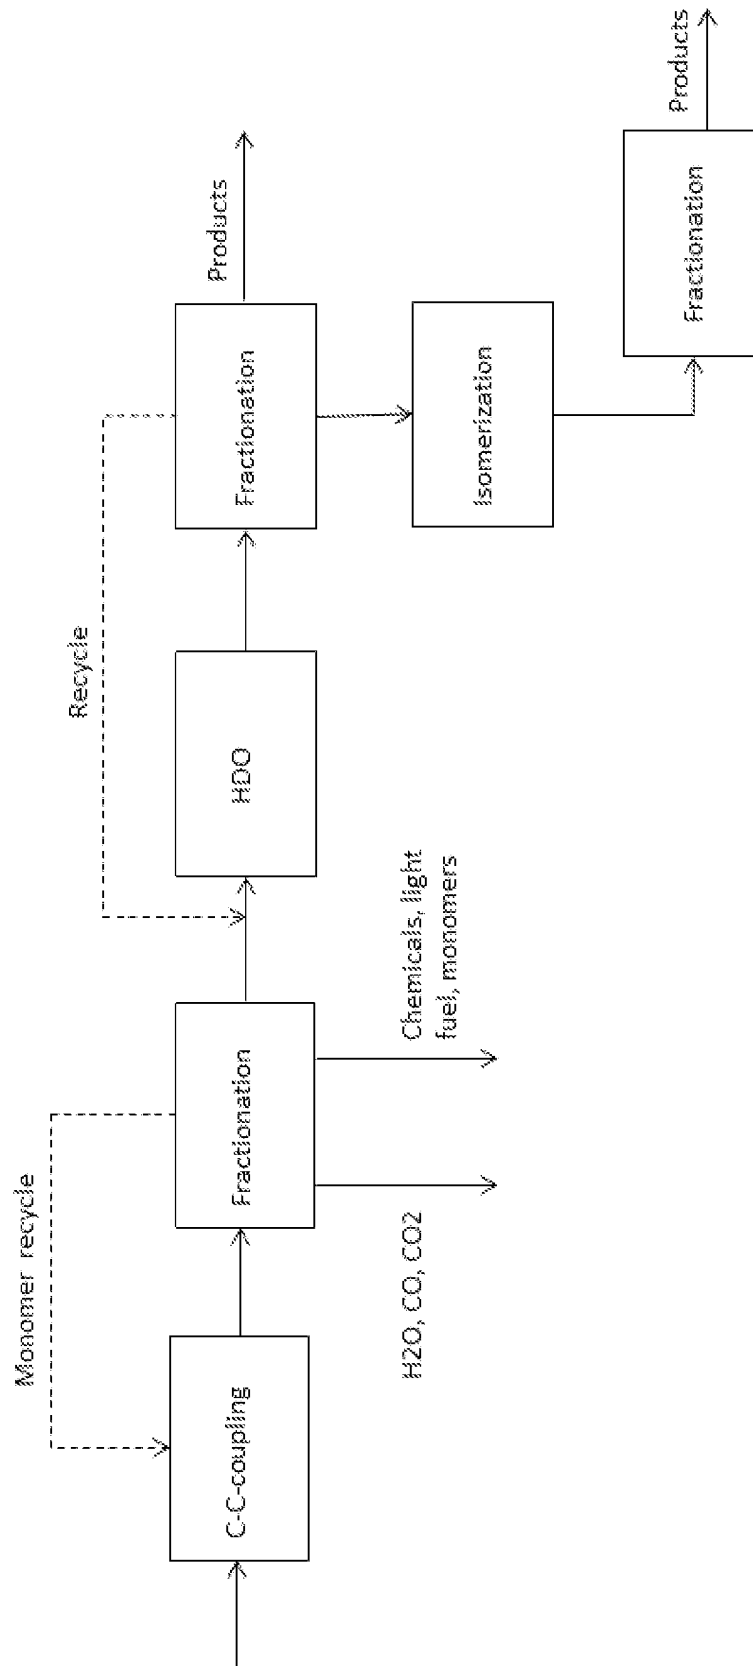 Monomer recycle
Recycle
C-C-coupling
Fractionation
HDO
Fractionation
Products
H2O, CO, CO2
Chemicals, light
fuel, monomers
Isomerization
Fractionation
Products